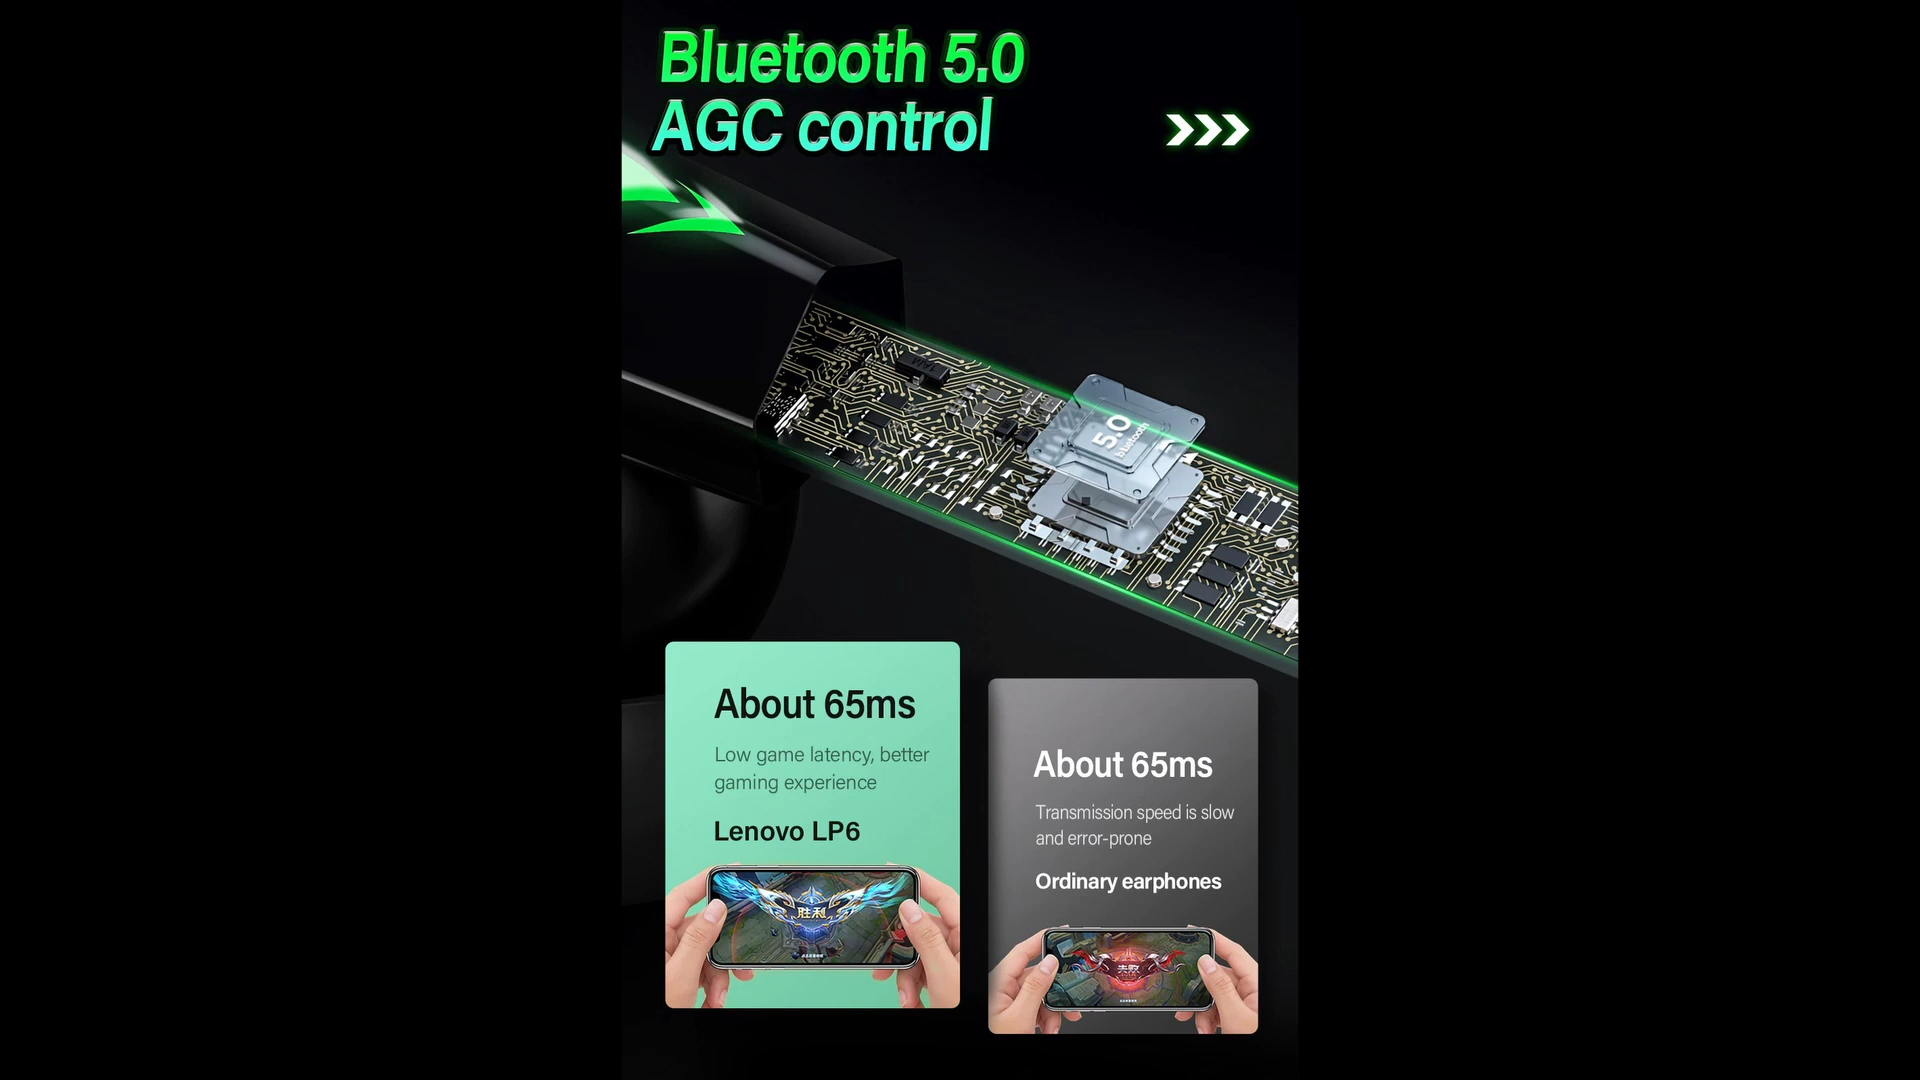 Bluetooth 5.0
AGC control
5.0
bluetooth
About 65ms
Low game latency, better
gaming experience
Lenovo LP6
胜利
About 65ms
Transmission speed is slow
and error-prone
Ordinary earphones
失败